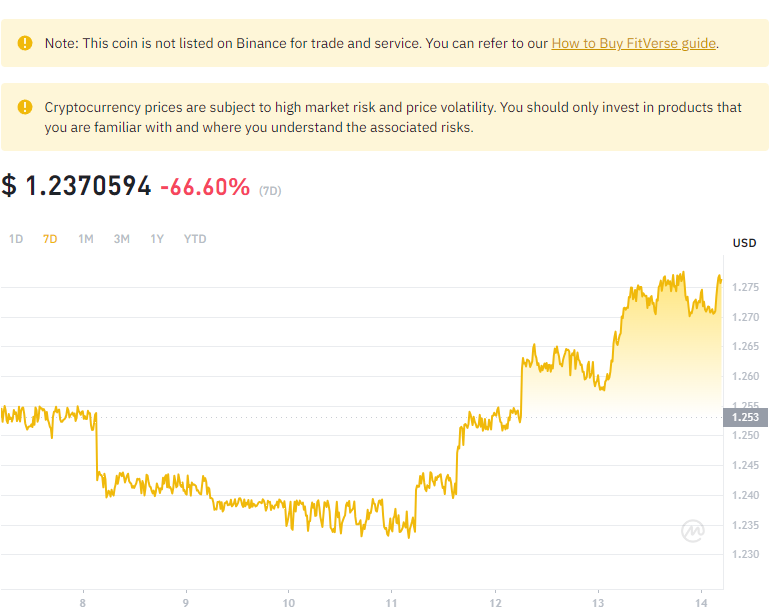 Note: This coin is not listed on Binance for trade and service. You can refer to our How to Buy FitVerse guide.
Cryptocurrency prices are subject to high market risk and price volatility. You should only invest in products that
you are familiar with and where you understand the associated risks.
$ 1.2370594 -66.60% (7D)
1D 7D 1M 3M 1Y YTD
USD
1.275
1.270
1.265
1.260
1.255
1.253
1.250
1.245
1.240
1.235
1.230
8 9 10 11 12 13 14